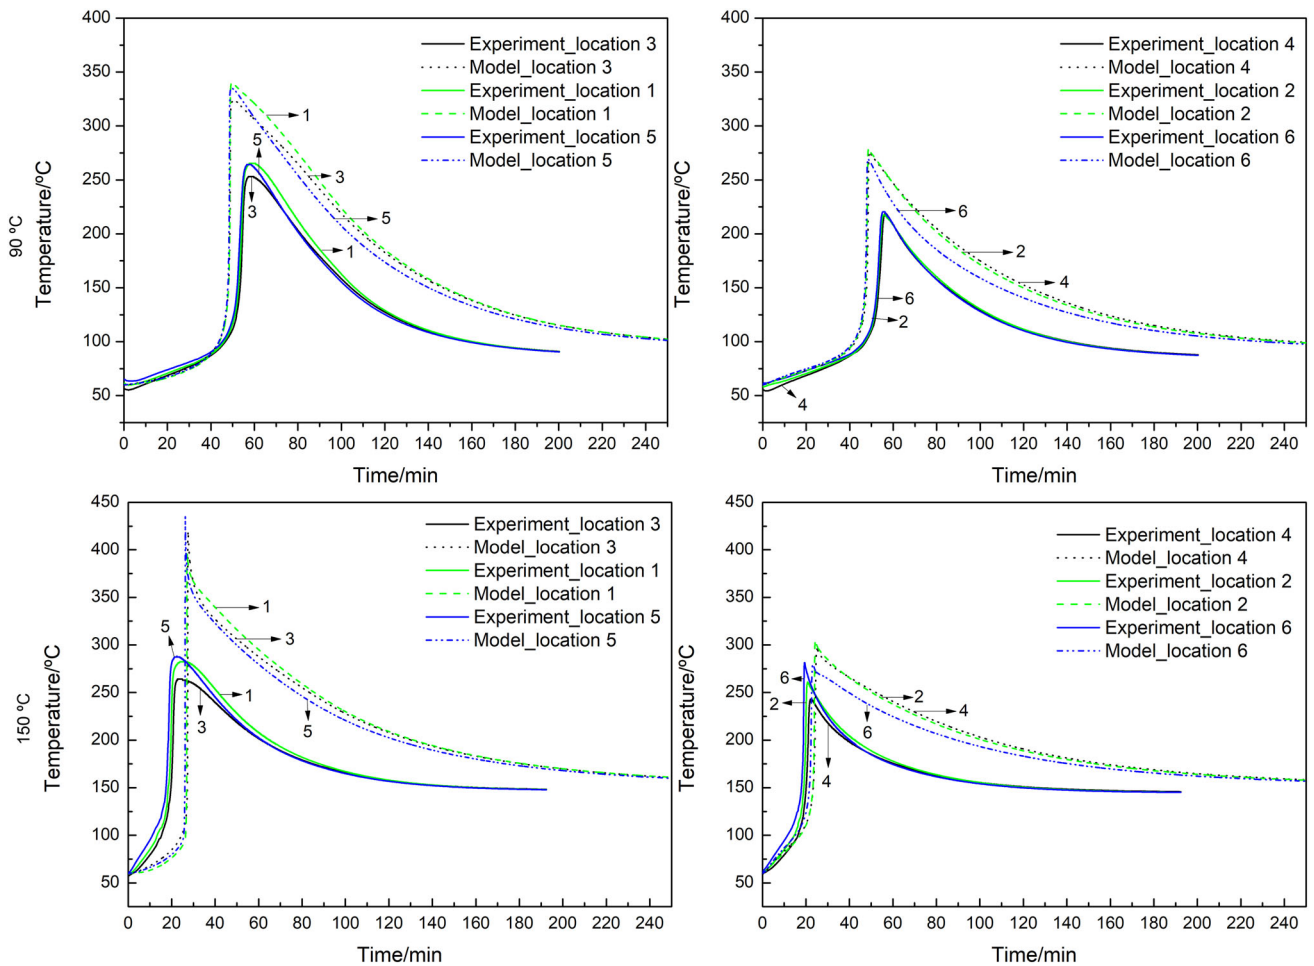 90 ºC
Temperature/ºC
400
350
300
250
200
150
100
50
0 20 40 60 80 100 120 140 160 180 200 220 240
Time/min
Experiment_location 3
Model_location 3
Experiment_location 1
Model_location 1
Experiment_location 5
Model_location 5
1
5
3
3
5
1
Temperature/ºC
400
350
300
250
200
150
100
50
0 20 40 60 80 100 120 140 160 180 200 220 240
Time/min
Experiment_location 4
Model_location 4
Experiment_location 2
Model_location 2
Experiment_location 6
Model_location 6
6
2
4
6
2
4
150 ºC
Temperature/ºC
450
400
350
300
250
200
150
100
50
0 20 40 60 80 100 120 140 160 180 200 220 240
Time/min
Experiment_location 3
Model_location 3
Experiment_location 1
Model_location 1
Experiment_location 5
Model_location 5
1
5
3
1
3
5
Temperature/ºC
450
400
350
300
250
200
150
100
50
0 20 40 60 80 100 120 140 160 180 200 220 240
Time/min
Experiment_location 4
Model_location 4
Experiment_location 2
Model_location 2
Experiment_location 6
Model_location 6
6
2
2
4
6
4